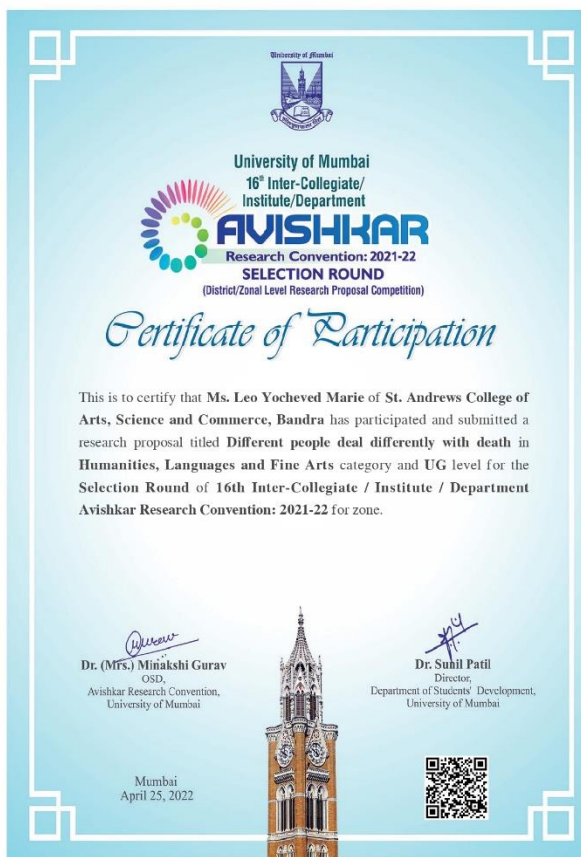 University of Mumbai
University of Mumbai
16th Inter-Collegiate/
Institute/Department
AVISHKAR
Research Convention: 2021-22
SELECTION ROUND
(District/Zonal Level Research Proposal Competition)
Certificate of Participation
This is to certify that Ms. Leo Yocheved Marie of St. Andrews College of
Arts, Science and Commerce, Bandra has participated and submitted a
research proposal titled Different people deal differently with death in
Humanities, Languages and Fine Arts category and UG level for the
Selection Round of 16th Inter-Collegiate / Institute / Department
Avishkar Research Convention: 2021-22 for zone.
Dr. (Mrs.) Minakshi Gurav
OSD,
Avishkar Research Convention,
University of Mumbai
Dr. Sunil Patil
Director,
Department of Students' Development,
University of Mumbai
Mumbai
April 25, 2022